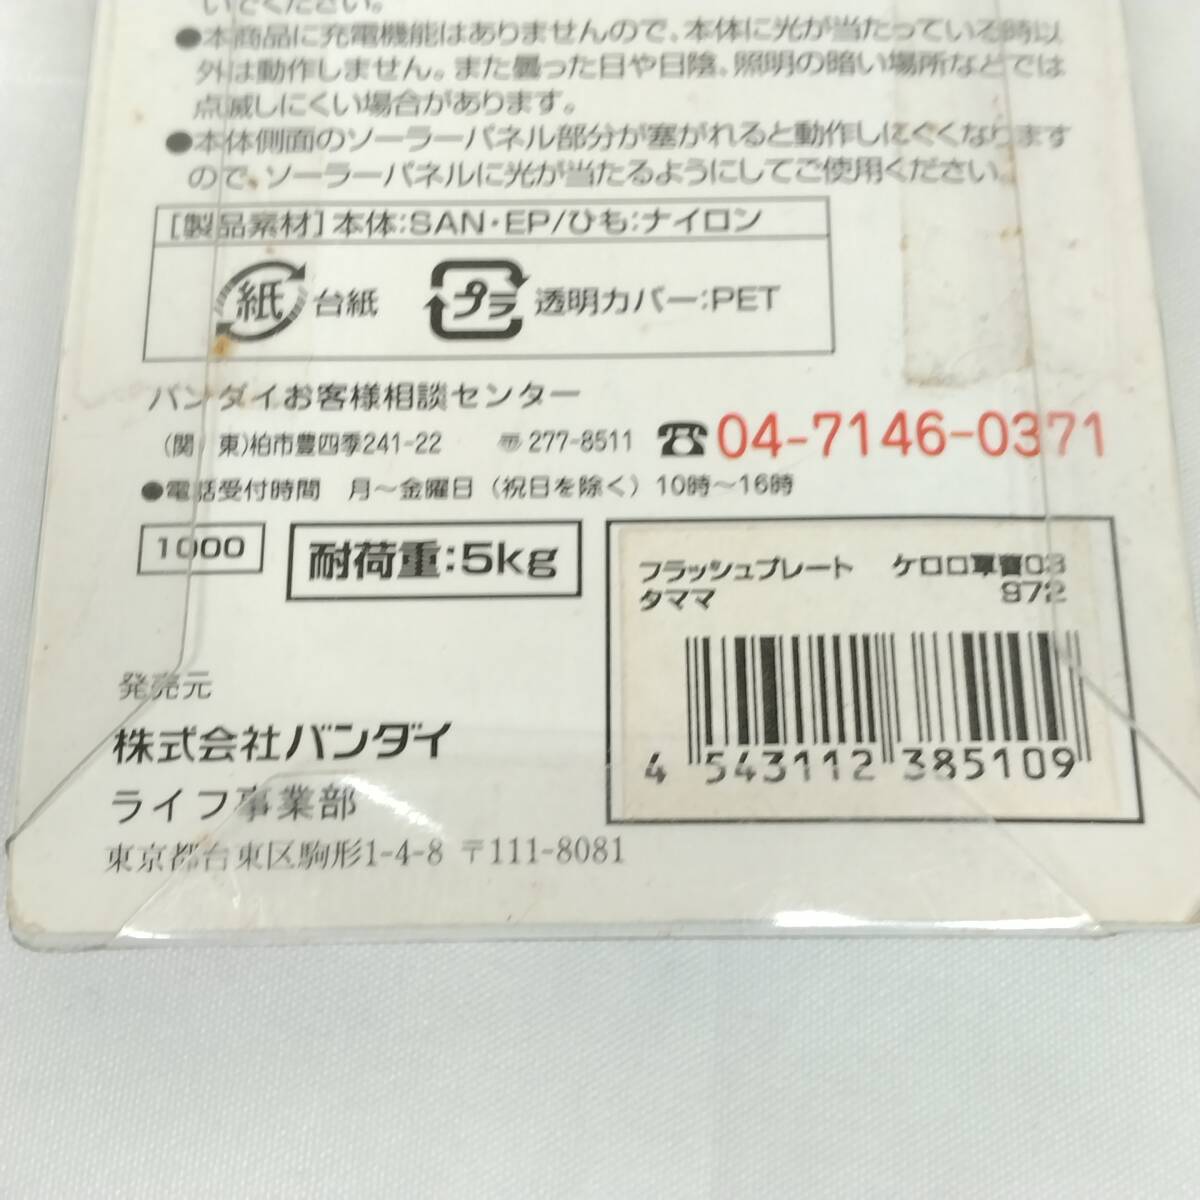 いでください。
●本商品に充電機能はありませんので、本体に光が当たっている時以
外は動作しません。また曇った日や日陰、照明の暗い場所などでは
点滅しにくい場合があります。
●本体側面のソーラーパネル部分が塞がれると動作しにくくなります
ので、ソーラーパネルに光が当たるようにしてご使用ください。
[製品素材]本体:SAN・EP/ひも:ナイロン
紙 台紙 プラ 透明カバー:PET
バンダイお客様相談センター
(関 東)柏市豊四季241-22 〒277-8511 ☎04-7146-0371
●電話受付時間 月〜金曜日(祝日を除く)10時〜16時
1000 耐荷重:5kg
フラッシュプレート ケロロ軍曹03
タママ 972
4 543112 385109
発売元
株式会社バンダイ
ライフ事業部
東京都台東区駒形1-4-8 〒111-8081